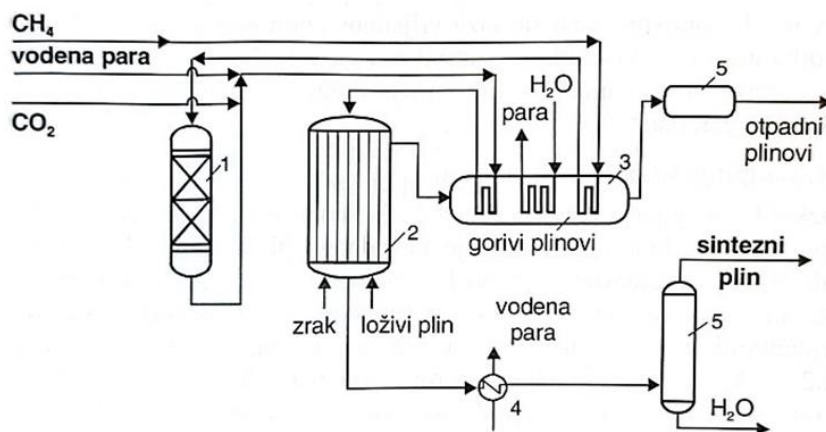 CH₄
vodena para
CO₂
1
2
zrak
loživi plin
para
H₂O
3
gorivi plinovi
5
otpadni
plinovi
vodena
para
4
sintezni
plin
5
H₂O